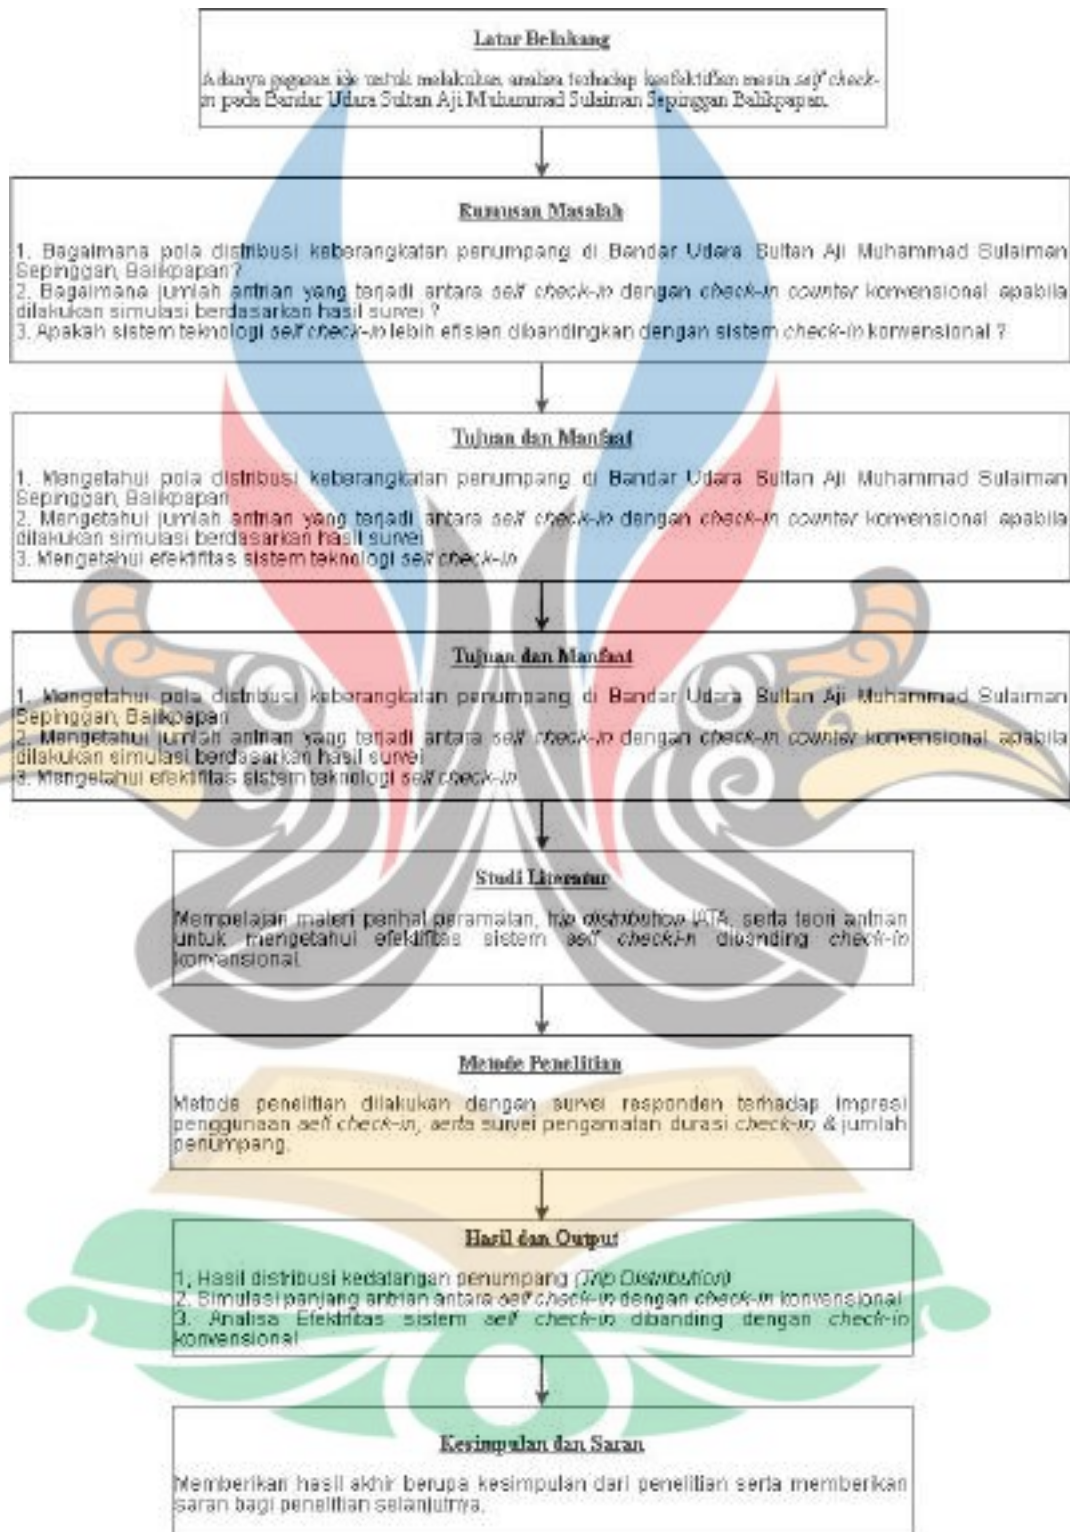 Latar Belakang
Adanya gagasan ide untuk melakukan analisa terhadap keefektifan mesin self check-
in pada Bandar Udara Sultan Aji Muhammad Sulaiman Sepinggan Balikpapan.
Rumusan Masalah
1. Bagaimana pola distribusi keberangkatan penumpang di Bandar Udara Sultan Aji Muhammad Sulaiman
Sepinggan, Balikpapan?
2. Bagaimana jumlah antrian yang terjadi antara self check-in dengan check-in counter konvensional apabila
dilakukan simulasi berdasarkan hasil survei ?
3. Apakah sistem teknologi self check-in lebih efisien dibandingkan dengan sistem check-in konvensional ?
Tujuan dan Manfaat
1. Mengetahui pola distribusi keberangkatan penumpang di Bandar Udara Sultan Aji Muhammad Sulaiman
Sepinggan, Balikpapan
2. Mengetahui jumlah antrian yang terjadi antara self check-in dengan check-in counter konvensional apabila
dilakukan simulasi berdasarkan hasil survei
3. Mengetahui efektifitas sistem teknologi self check-in
Tujuan dan Manfaat
1. Mengetahui pola distribusi keberangkatan penumpang di Bandar Udara Sultan Aji Muhammad Sulaiman
Sepinggan, Balikpapan
2. Mengetahui jumlah antrian yang terjadi antara self check-in dengan check-in counter konvensional apabila
dilakukan simulasi berdasarkan hasil survei
3. Mengetahui efektifitas sistem teknologi self check-in
Studi Literatur
Mempelajari materi perihal peramalan, trip distribution IATA, serta teori antrian
untuk mengetahui efektifitas sistem self checki-n dibanding check-in
konvensional.
Metode Penelitian
Metode penelitian dilakukan dengan survei responden terhadap impresi
penggunaan self check-in, serta survei pengamatan durasi check-in & jumlah
penumpang.
Hasil dan Output
1. Hasil distribusi kedatangan penumpang (Trip Distribution)
2. Simulasi panjang antrian antara self check-in dengan check-in konvensional
3. Analisa Efektifitas sistem self check-in dibanding dengan check-in
konvensional
Kesimpulan dan Saran
Memberikan hasil akhir berupa kesimpulan dari penelitian serta memberikan
saran bagi penelitian selanjutnya.